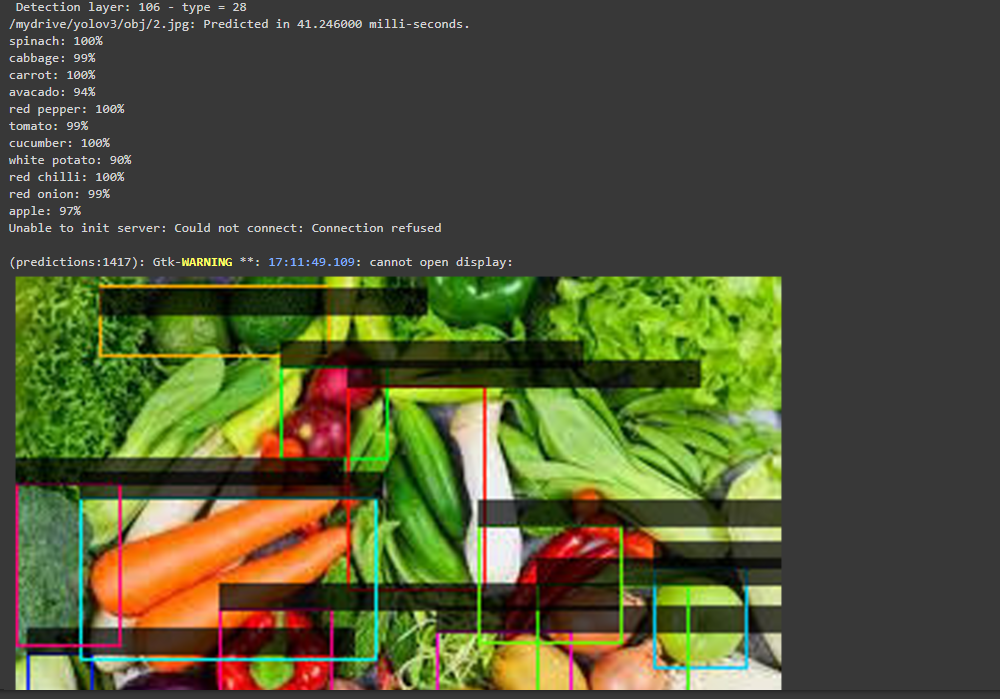 Detection layer: 106 - type = 28
/mydrive/yolov3/obj/2.jpg: Predicted in 41.246000 milli-seconds.
spinach: 100%
cabbage: 99%
carrot: 100%
avacado: 94%
red pepper: 100%
tomato: 99%
cucumber: 100%
white potato: 90%
red chilli: 100%
red onion: 99%
apple: 97%
Unable to init server: Could not connect: Connection refused
(predictions:1417): Gtk-WARNING **: 17:11:49.109: cannot open display: